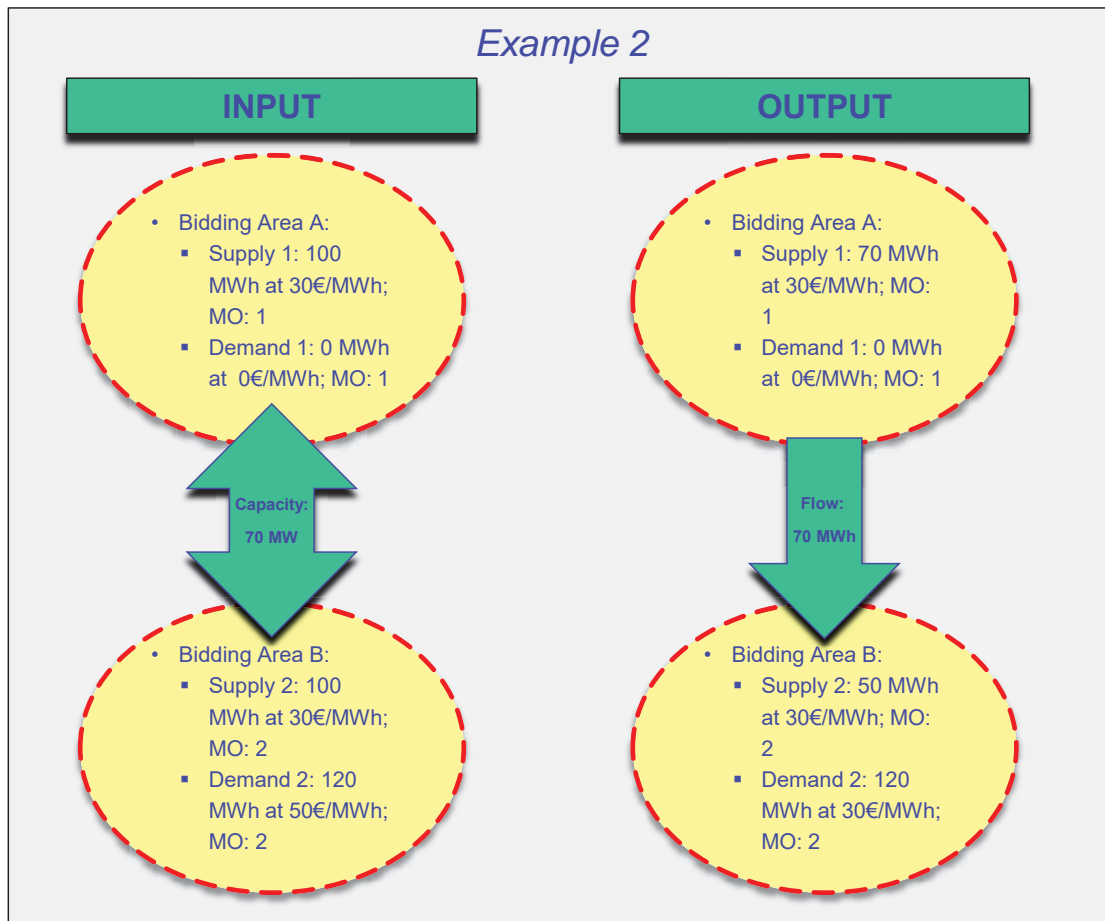 Example 2
INPUT
• Bidding Area A:
▪ Supply 1: 100
MWh at 30€/MWh;
MO: 1
▪ Demand 1: 0 MWh
at 0€/MWh; MO: 1
Capacity:
70 MW
• Bidding Area B:
▪ Supply 2: 100
MWh at 30€/MWh;
MO: 2
▪ Demand 2: 120
MWh at 50€/MWh;
MO: 2
OUTPUT
• Bidding Area A:
▪ Supply 1: 70 MWh
at 30€/MWh; MO:
1
▪ Demand 1: 0 MWh
at 0€/MWh; MO: 1
Flow:
70 MWh
• Bidding Area B:
▪ Supply 2: 50 MWh
at 30€/MWh; MO:
2
▪ Demand 2: 120
MWh at 30€/MWh;
MO: 2